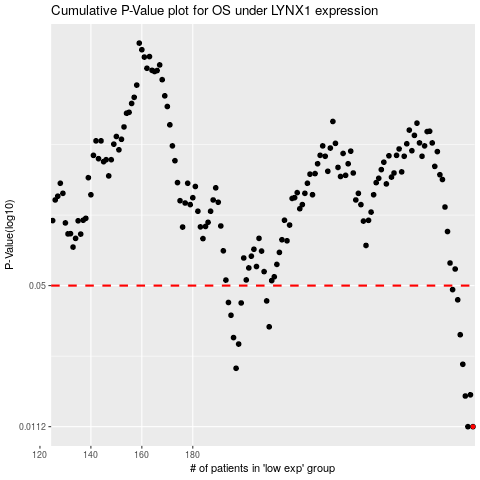 Cumulative P-Value plot for OS under LYNX1 expression
P-Value(log10)
0.05
0.0112
120 140 160 180
# of patients in 'low exp' group